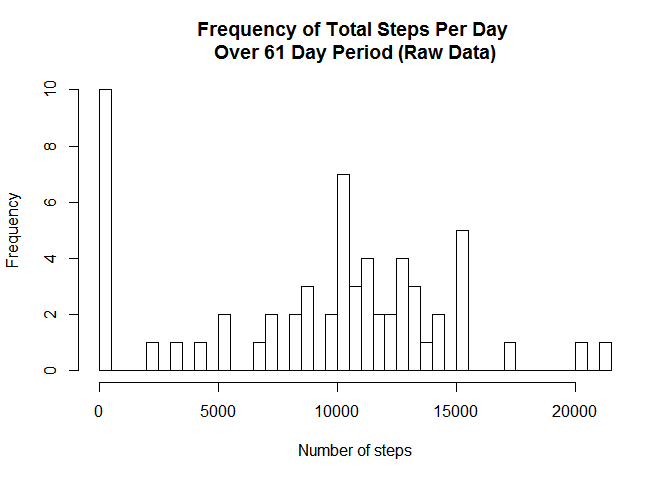 Frequency of Total Steps Per Day
Over 61 Day Period (Raw Data)
Frequency
10
8
6
4
2
0
0 5000 10000 15000 20000
Number of steps